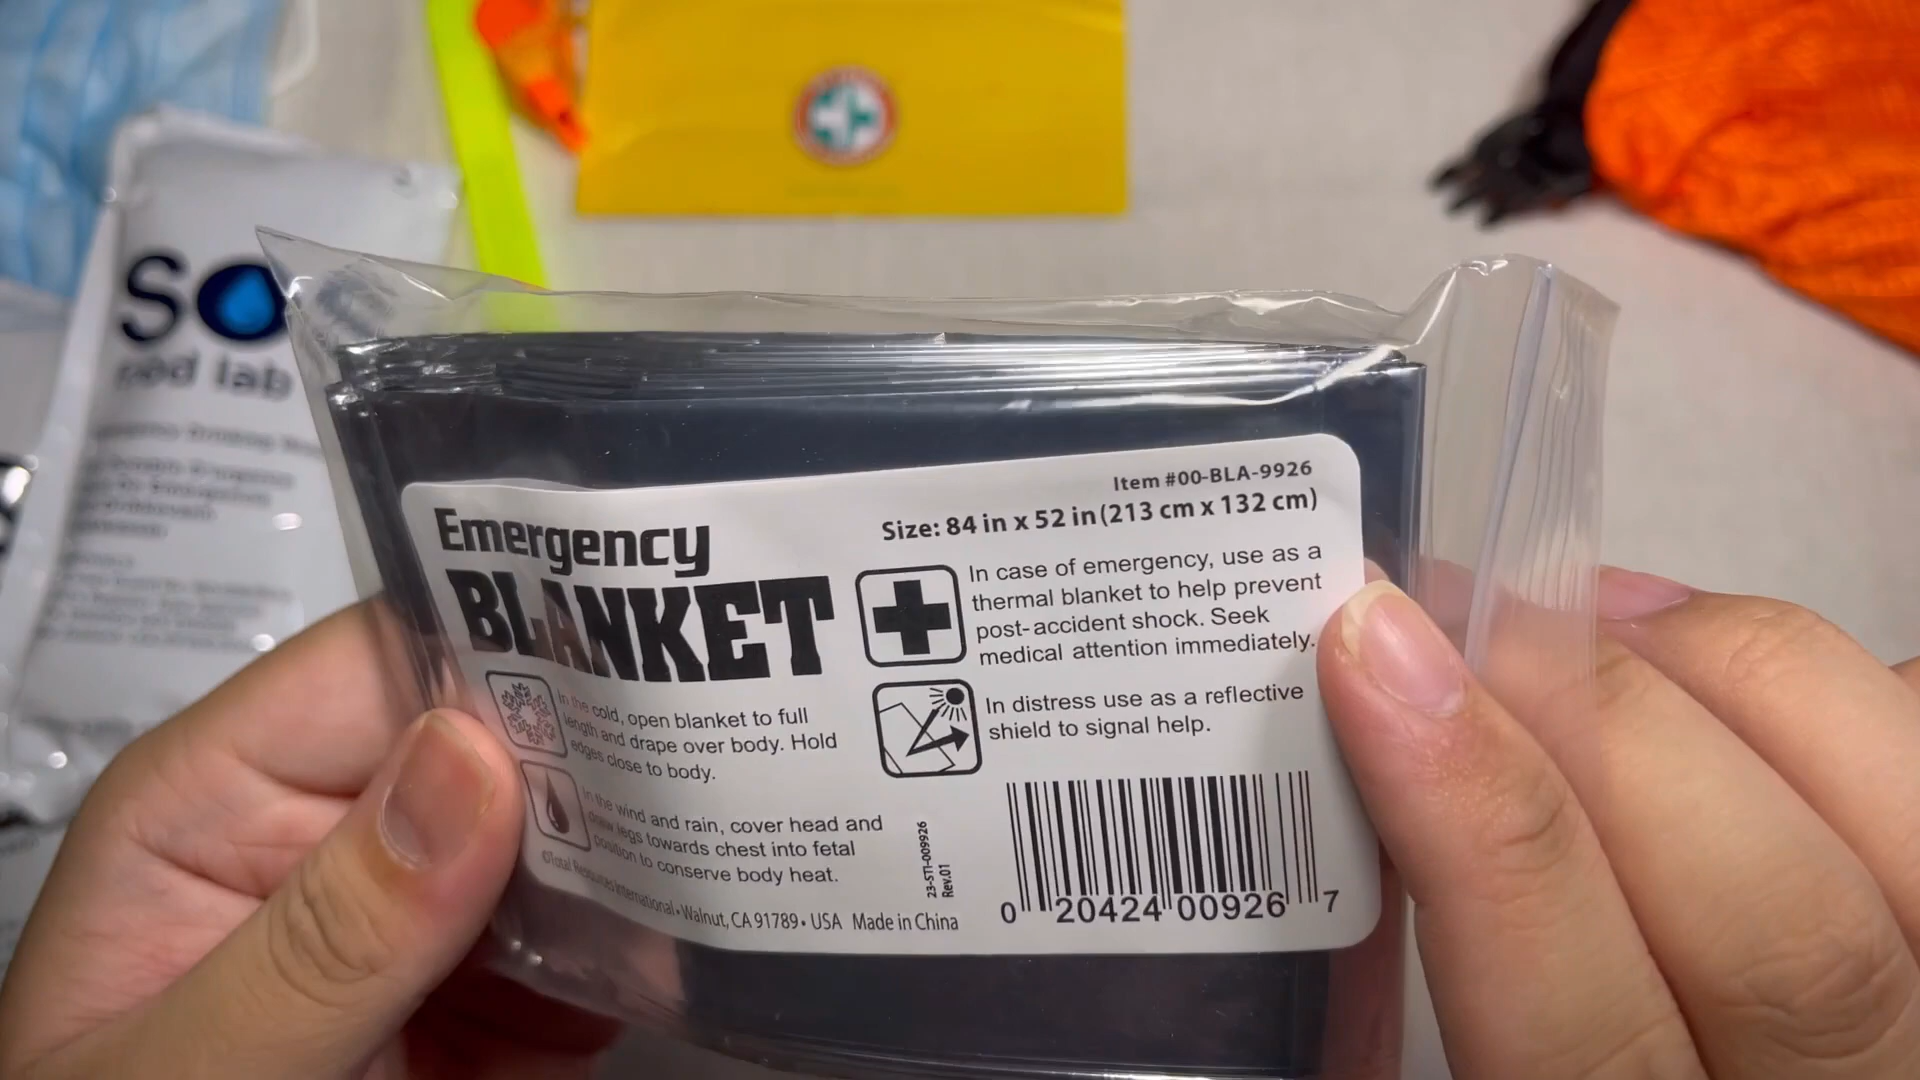 SO
lab
Item #00-BLA-9926
Size: 84 in x 52 in (213 cm x 132 cm)
Emergency
BLANKET
In case of emergency, use as a
thermal blanket to help prevent
post-accident shock. Seek
medical attention immediately.
In the cold, open blanket to full
length and drape over body. Hold
edges close to body.
In distress use as a reflective
shield to signal help.
In the wind and rain, cover head and
draw legs towards chest into fetal
position to conserve body heat.
©Total Resources International • Walnut, CA 91789 • USA Made in China
23-STI-009926
Rev.01
0 20424 00926 7